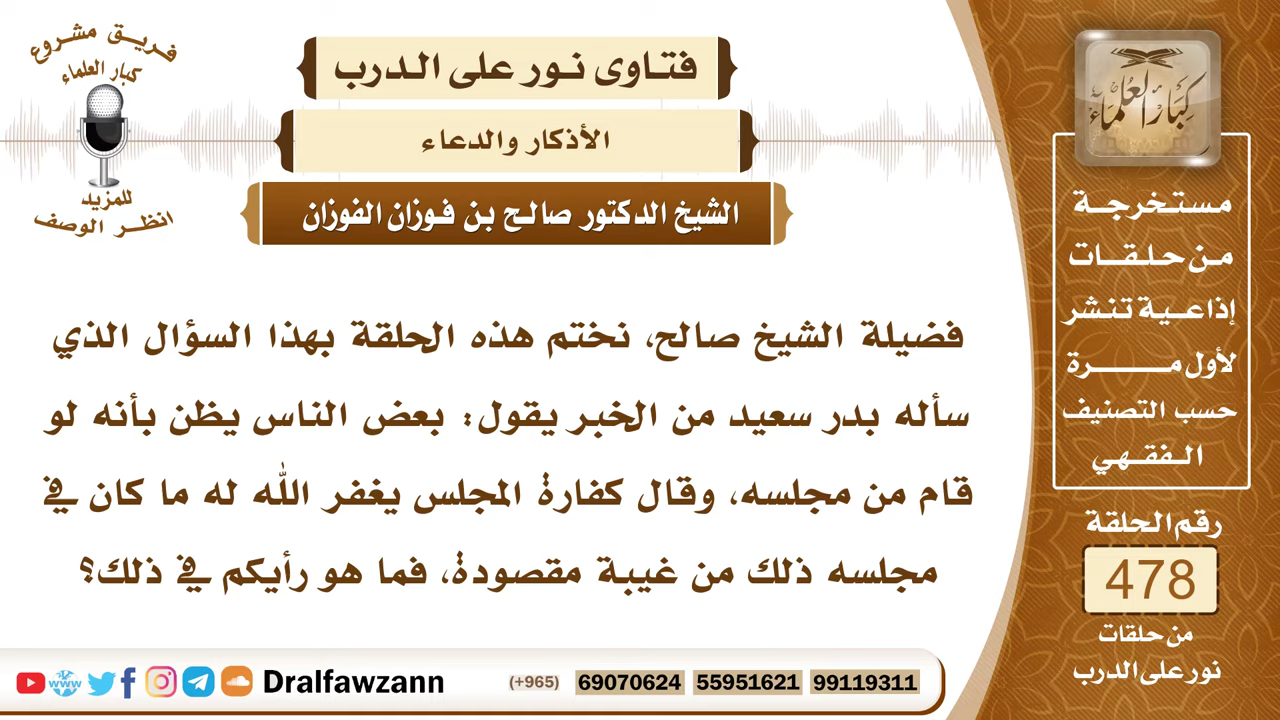 فريق مشروع
كبار العلماء
للمزيد
انظر الوصف
فتاوى نور على الدرب
الأذكار والدعاء
الشيخ الدكتور صالح بن فوزان الفوزان
فضيلة الشيخ صالح، نختم هذه الحلقة بهذا السؤال الذي
سأله بدر سعيد من الخبر يقول: بعض الناس يظن بأنه لو
قام من مجلسه، وقال كفارة المجلس يغفر الله له ما كان في
مجلسه ذلك من غيبة مقصودة، فما هو رأيكم في ذلك؟
كبار العلماء
مستخرجة
من حلقات
إذاعية تنشر
لأول مرة
حسب التصنيف
الفقهي
رقم الحلقة
478
من حلقات
نور على الدرب
www Dralfawzann (+965) 69070624 55951621 99119311